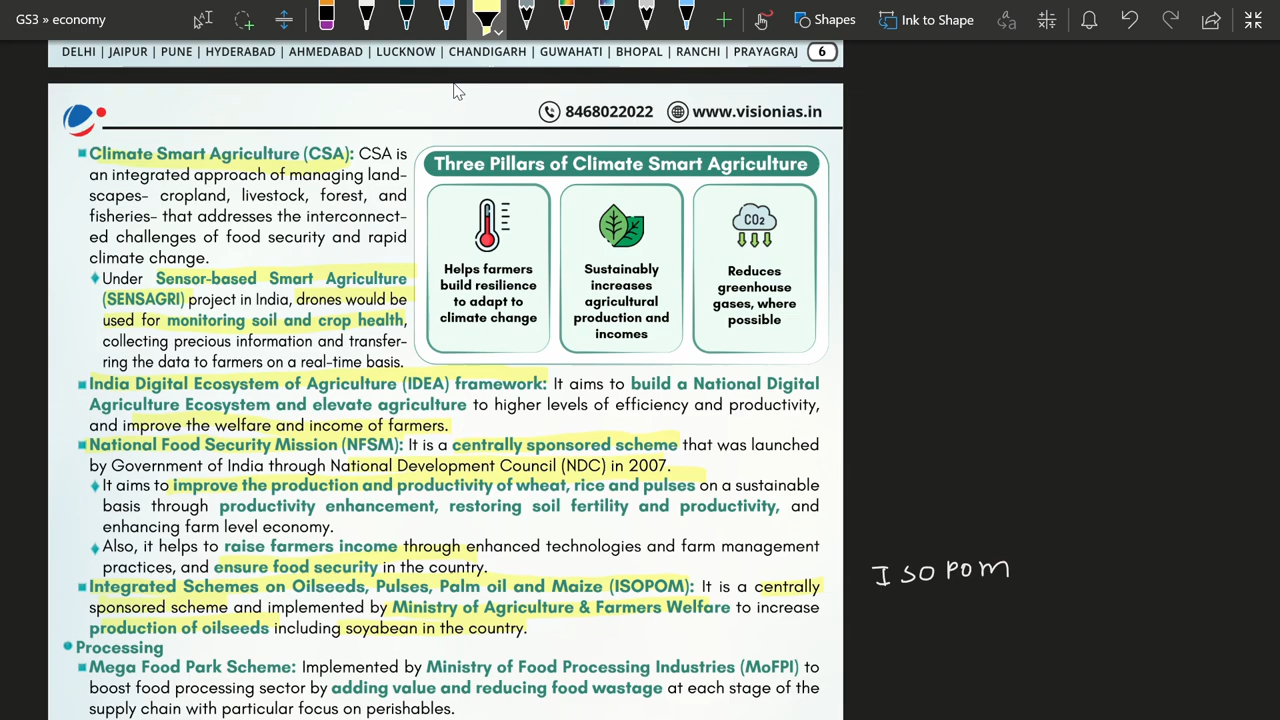 GS3 » economy
Shapes
Ink to Shape
DELHI | JAIPUR | PUNE | HYDERABAD | AHMEDABAD | LUCKNOW | CHANDIGARH | GUWAHATI | BHOPAL | RANCHI | PRAYAGRAJ 6
8468022022 www.visionias.in
Climate Smart Agriculture (CSA): CSA is
an integrated approach of managing land-
scapes- cropland, livestock, forest, and
fisheries- that addresses the interconnect-
ed challenges of food security and rapid
climate change.
Under Sensor-based Smart Agriculture
(SENSAGRI) project in India, drones would be
used for monitoring soil and crop health,
collecting precious information and transfer-
ring the data to farmers on a real-time basis.
Three Pillars of Climate Smart Agriculture
Helps farmers
build resilience
to adapt to
climate change
Sustainably
increases
agricultural
production and
incomes
CO2
Reduces
greenhouse
gases, where
possible
India Digital Ecosystem of Agriculture (IDEA) framework: It aims to build a National Digital
Agriculture Ecosystem and elevate agriculture to higher levels of efficiency and productivity,
and improve the welfare and income of farmers.
National Food Security Mission (NFSM): It is a centrally sponsored scheme that was launched
by Government of India through National Development Council (NDC) in 2007.
It aims to improve the production and productivity of wheat, rice and pulses on a sustainable
basis through productivity enhancement, restoring soil fertility and productivity, and
enhancing farm level economy.
Also, it helps to raise farmers income through enhanced technologies and farm management
practices, and ensure food security in the country.
Integrated Schemes on Oilseeds, Pulses, Palm oil and Maize (ISOPOM): It is a centrally
sponsored scheme and implemented by Ministry of Agriculture & Farmers Welfare to increase
production of oilseeds including soyabean in the country.
ISOPOM
Processing
Mega Food Park Scheme: Implemented by Ministry of Food Processing Industries (MoFPI) to
boost food processing sector by adding value and reducing food wastage at each stage of the
supply chain with particular focus on perishables.